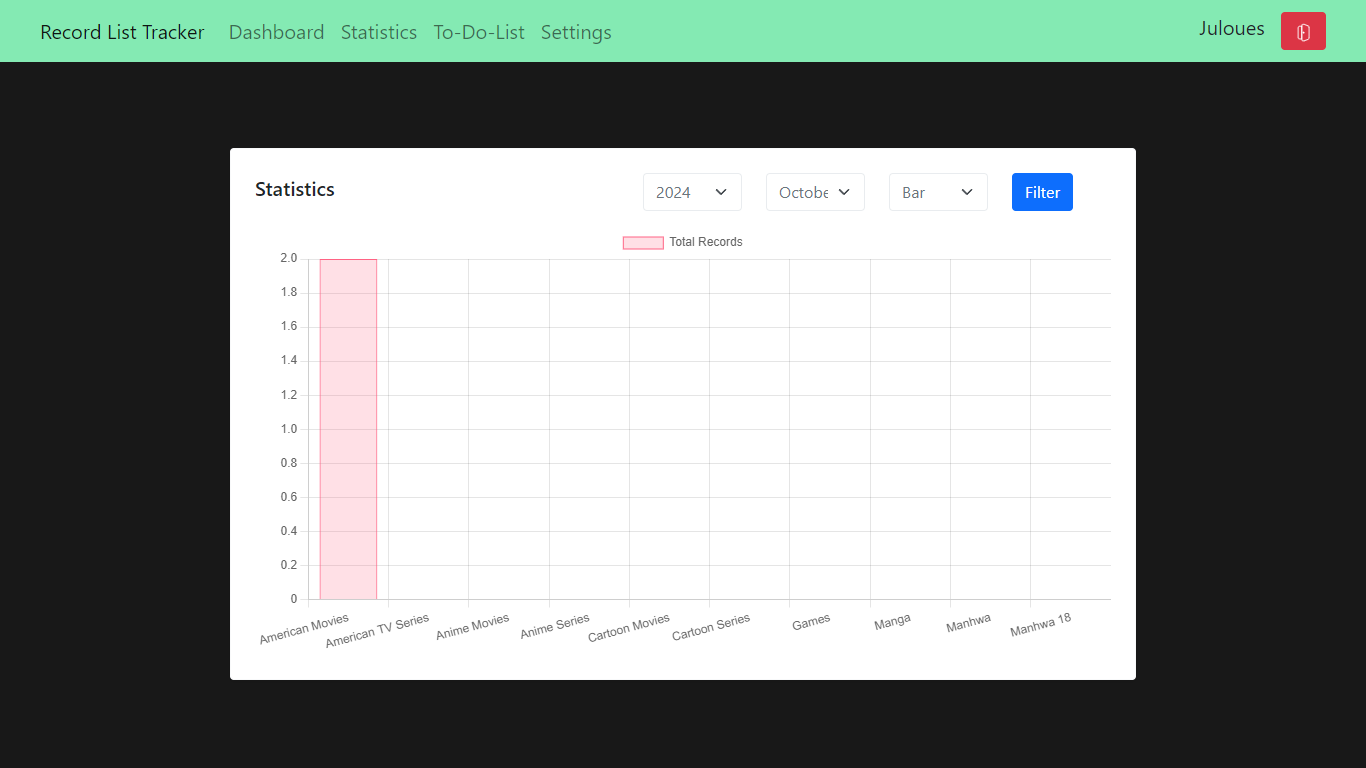 Record List Tracker Dashboard Statistics To-Do-List Settings Juloues
Statistics 2024 Octobe Bar Filter
Total Records
2.0
1.8
1.6
1.4
1.2
1.0
0.8
0.6
0.4
0.2
0
American Movies American TV Series Anime Movies Anime Series Cartoon Movies Cartoon Series Games Manga Manhwa Manhwa 18